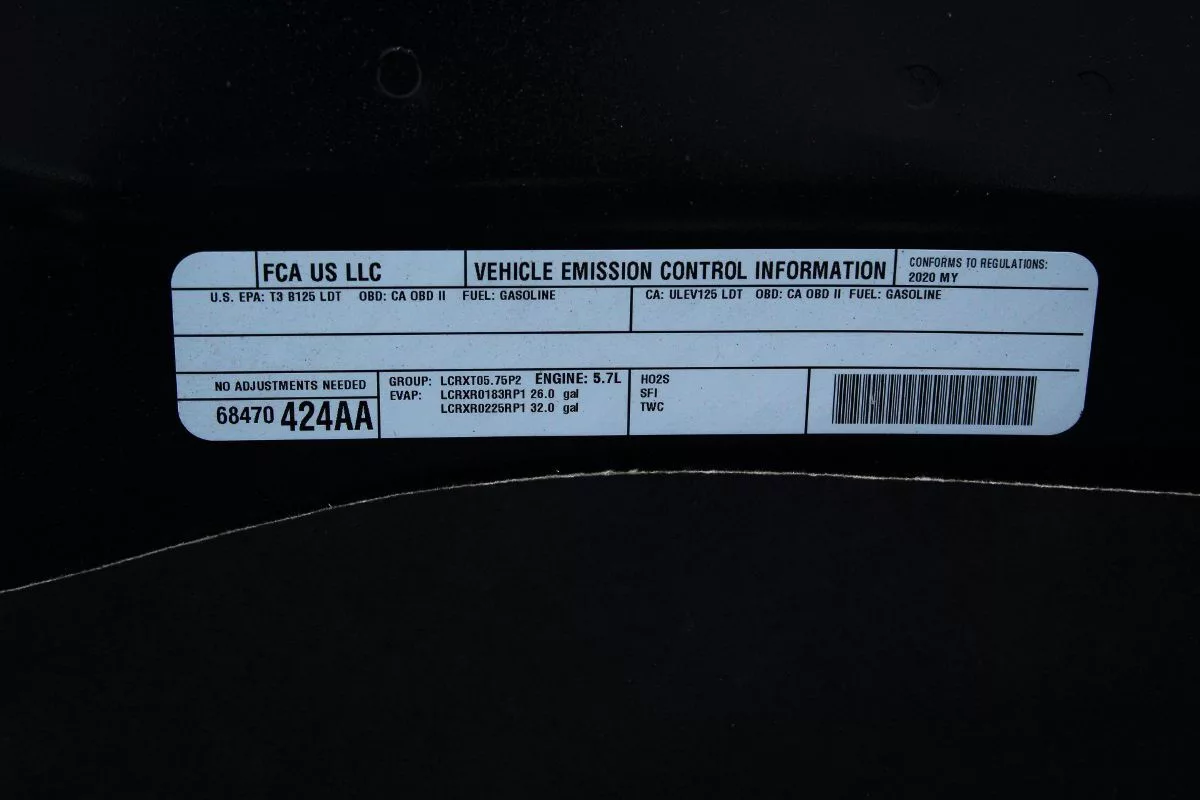 FCA US LLC
VEHICLE EMISSION CONTROL INFORMATION
CONFORMS TO REGULATIONS:
2020 MY
U.S. EPA: T3 B125 LDT OBD: CA OBD II FUEL: GASOLINE
CA: ULEV125 LDT OBD: CA OBD II FUEL: GASOLINE
NO ADJUSTMENTS NEEDED
68470 424AA
GROUP: LCRXT05.75P2 ENGINE: 5.7L
EVAP: LCRXR0183RP1 26.0 gal
LCRXR0225RP1 32.0 gal
HO2S
SFI
TWC